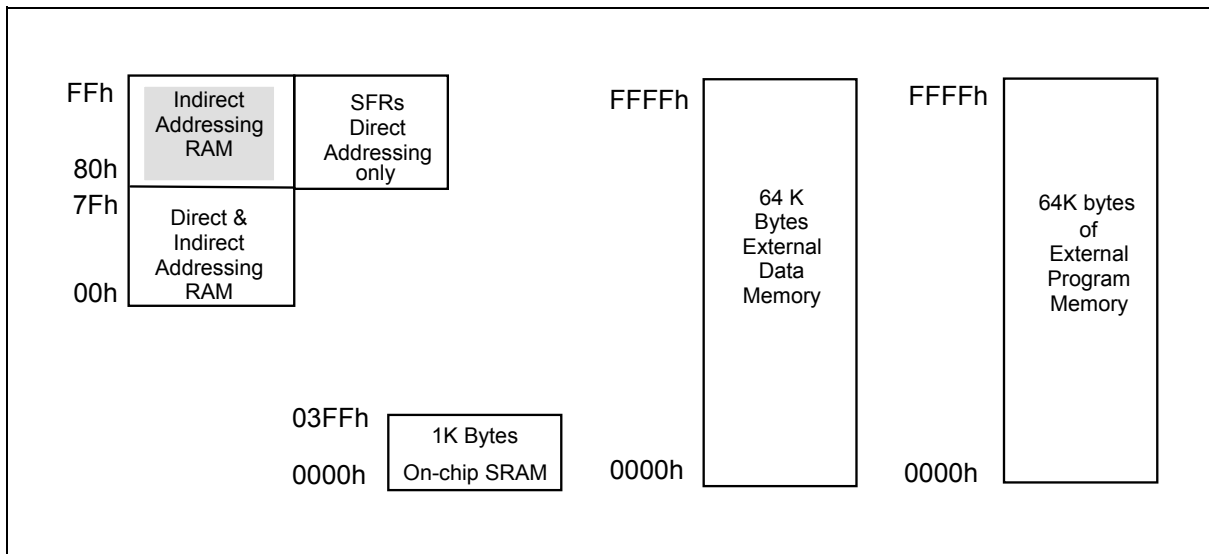 FFh
80h
7Fh
00h
Indirect
Addressing
RAM
SFRs
Direct
Addressing
only
Direct &
Indirect
Addressing
RAM
03FFh
0000h
1K Bytes
On-chip SRAM
FFFFh
0000h
64 K
Bytes
External
Data
Memory
FFFFh
0000h
64K bytes
of
External
Program
Memory